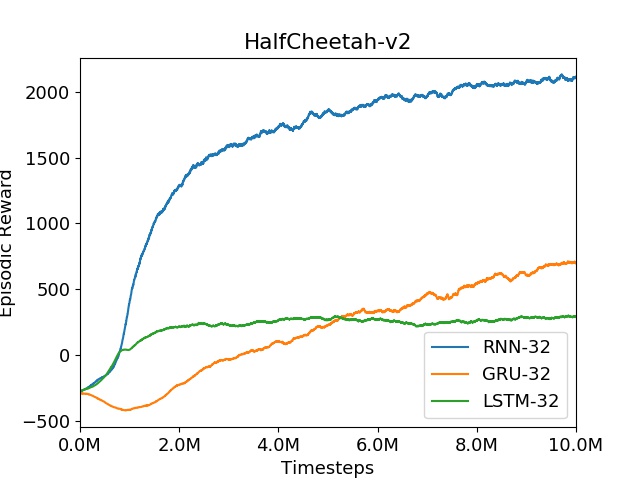 HalfCheetah-v2
Episodic Reward
2000
1500
1000
500
0
−500
0.0M 2.0M 4.0M 6.0M 8.0M 10.0M
Timesteps
RNN-32
GRU-32
LSTM-32